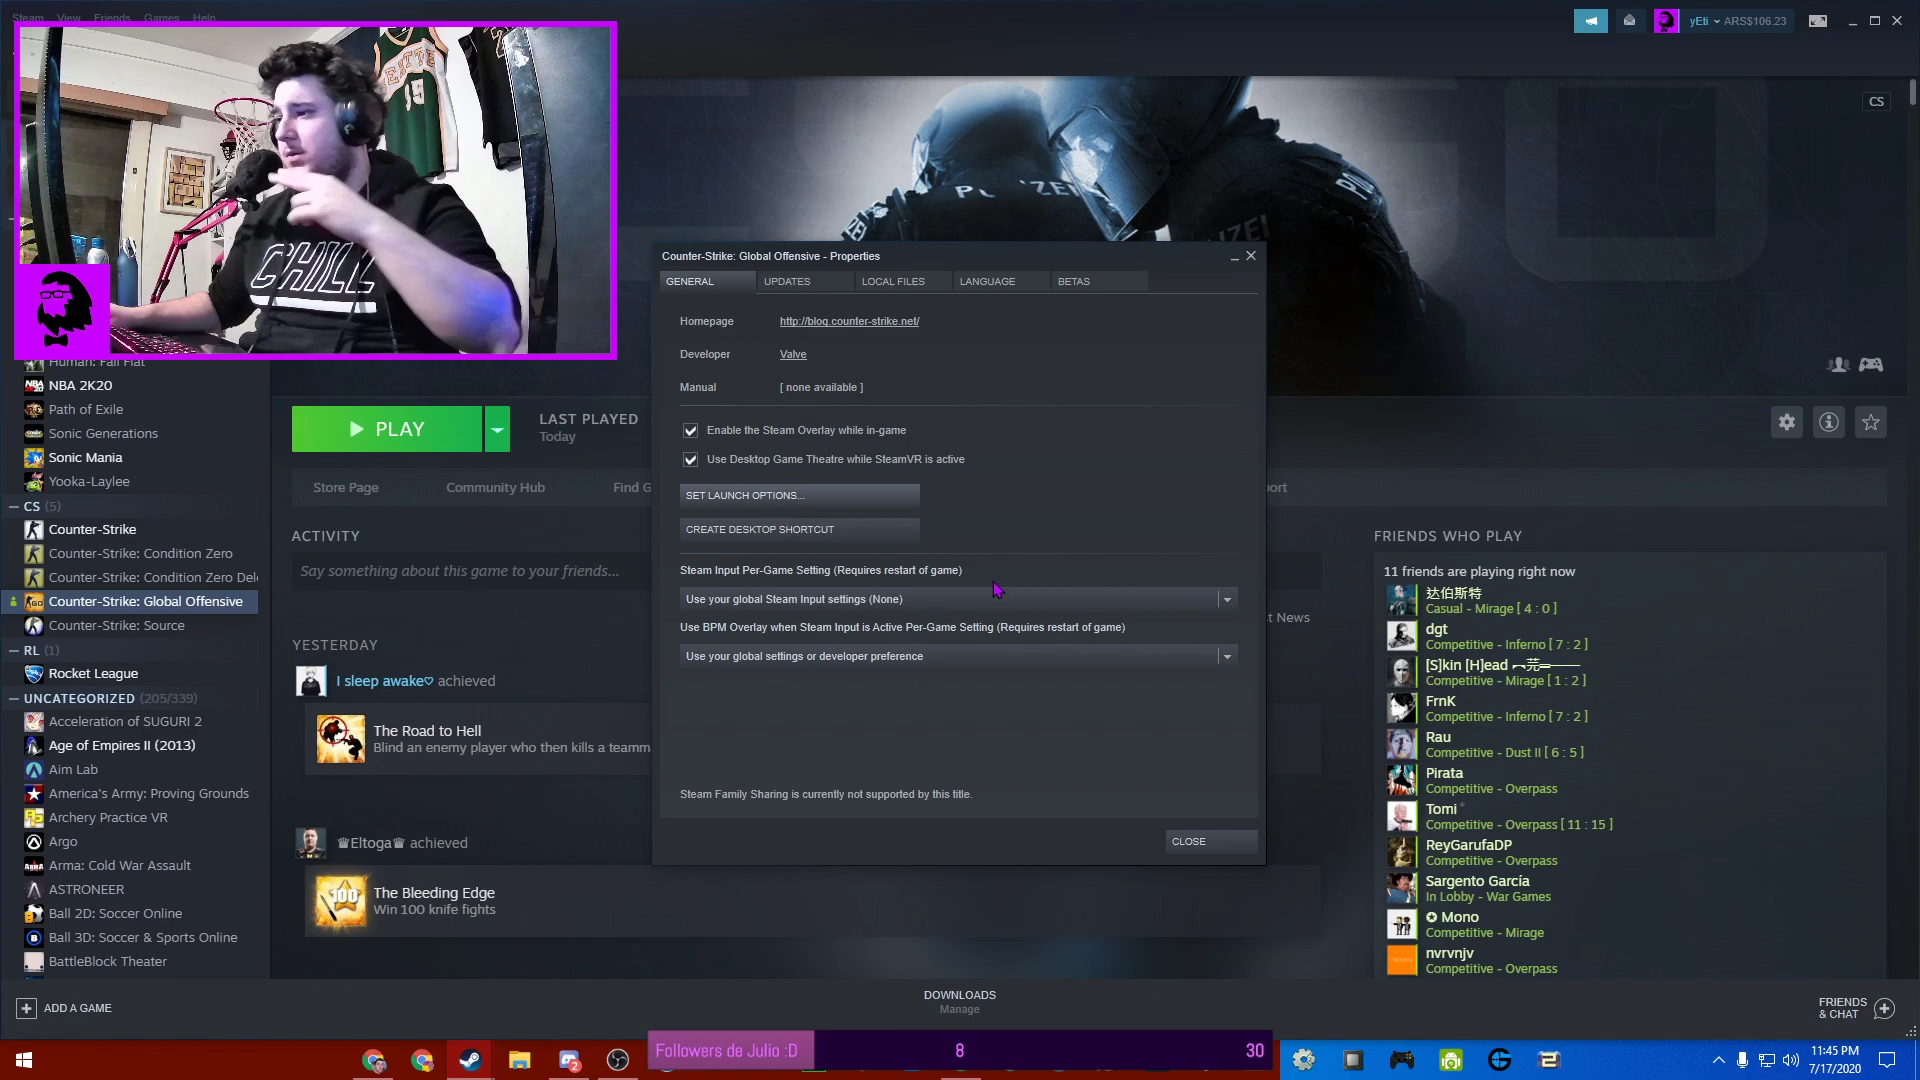 Steam View Friends Games Help
yEti ARS$106.23
CS
CELTTE
15
CHILL
POLIZEI
Counter-Strike: Global Offensive - Properties
GENERAL UPDATES LOCAL FILES LANGUAGE BETAS
Homepage http://blog.counter-strike.net/
Developer Valve
Manual [ none available ]
Enable the Steam Overlay while in-game
Use Desktop Game Theatre while SteamVR is active
SET LAUNCH OPTIONS...
CREATE DESKTOP SHORTCUT
Steam Input Per-Game Setting (Requires restart of game)
Use your global Steam Input settings (None)
Use BPM Overlay when Steam Input is Active Per-Game Setting (Requires restart of game)
Use your global settings or developer preference
Steam Family Sharing is currently not supported by this title.
CLOSE
Human: Fall Flat
NBA 2K20
Path of Exile
Sonic Generations
Sonic Mania
Yooka-Laylee
CS (5)
Counter-Strike
Counter-Strike: Condition Zero
Counter-Strike: Condition Zero Del
Counter-Strike: Global Offensive
Counter-Strike: Source
RL (1)
Rocket League
UNCATEGORIZED (205/339)
Acceleration of SUGURI 2
Age of Empires II (2013)
Aim Lab
America's Army: Proving Grounds
Archery Practice VR
Argo
Arma: Cold War Assault
ASTRONEER
Ball 2D: Soccer Online
Ball 3D: Soccer & Sports Online
BattleBlock Theater
PLAY
LAST PLAYED
Today
Store Page Community Hub Find G port
ACTIVITY
Say something about this game to your friends...
t News
YESTERDAY
I sleep awake♡ achieved
The Road to Hell
Blind an enemy player who then kills a teamm
♛Eltoga♛ achieved
100
The Bleeding Edge
Win 100 knife fights
FRIENDS WHO PLAY
11 friends are playing right now
达伯斯特
Casual - Mirage [ 4 : 0 ]
dgt
Competitive - Inferno [ 7 : 2 ]
[S]kin [H]ead ︻芫═───
Competitive - Mirage [ 1 : 2 ]
FrnK
Competitive - Inferno [ 7 : 2 ]
Rau
Competitive - Dust II [ 6 : 5 ]
Pirata
Competitive - Overpass
Tomi *
Competitive - Overpass [ 11 : 15 ]
ReyGarufaDP
Competitive - Overpass
Sargento García
In Lobby - War Games
✪ Mono
Competitive - Mirage
nvrvnjv
Competitive - Overpass
ADD A GAME
DOWNLOADS
Manage
FRIENDS
& CHAT
Followers de Julio :D 8 30
2
11:45 PM
7/17/2020